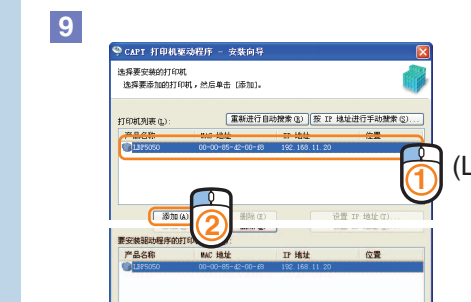 9
CAPT 打印机驱动程序 - 安装向导
选择要安装的打印机
选择要添加的打印机，然后单击 [添加]。
打印机列表(L):
重新进行自动搜索(R) 按 IP 地址进行手动搜索(S)...
产品名称 MAC 地址 IP 地址 位置
LBP5050 00-00-85-42-00-E8 192.168.11.20
① (L
添加(A) ② 删除(E) 设置 IP 地址(T)...
要安装驱动程序的打印
产品名称 MAC 地址 IP 地址 位置
LBP5050 00-00-85-42-00-E8 192.168.11.20